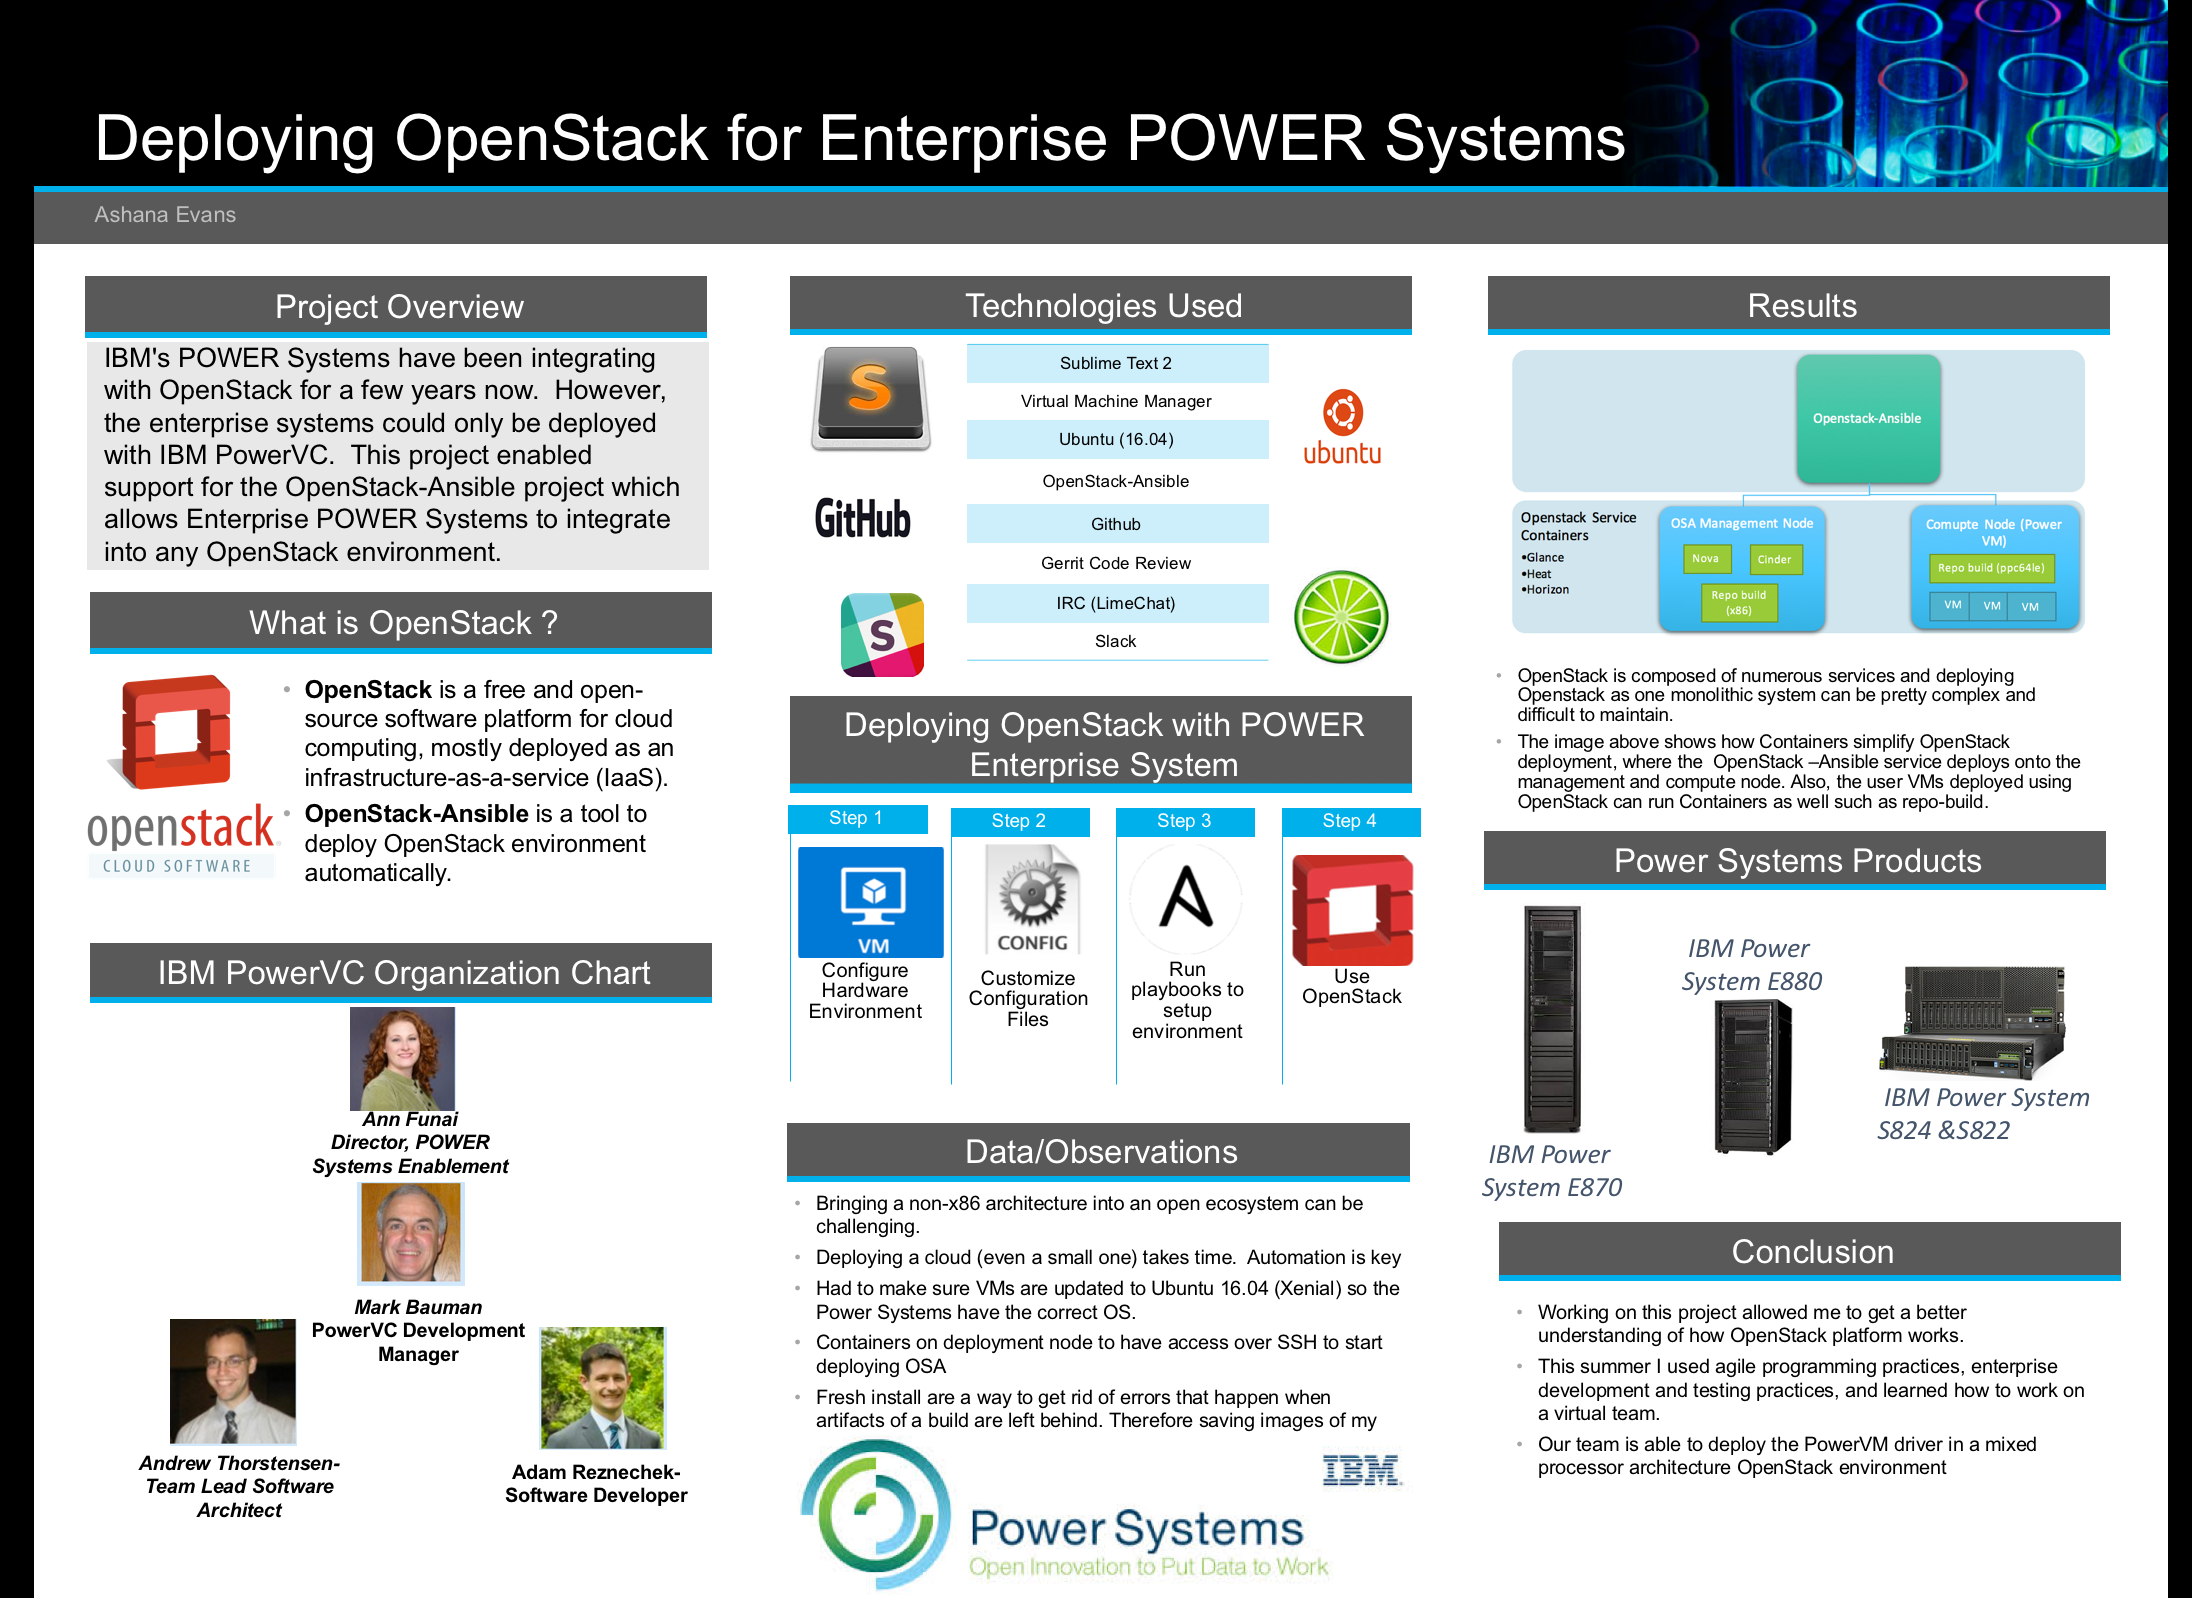 Deploying OpenStack for Enterprise POWER Systems
Ashana Evans
Project Overview
IBM's POWER Systems have been integrating
with OpenStack for a few years now.  However,
the enterprise systems could only be deployed
with IBM PowerVC.  This project enabled
support for the OpenStack-Ansible project which
allows Enterprise POWER Systems to integrate
into any OpenStack environment.
What is OpenStack ?
openstack
CLOUD SOFTWARE
• OpenStack is a free and open-
source software platform for cloud
computing, mostly deployed as an
infrastructure-as-a-service (IaaS).
• OpenStack-Ansible is a tool to
deploy OpenStack environment
automatically.
IBM PowerVC Organization Chart
Ann Funai
Director, POWER
Systems Enablement
Mark Bauman
PowerVC Development
Manager
Andrew Thorstensen-
Team Lead Software
Architect
Adam Reznechek-
Software Developer
Technologies Used
S
GitHub
S
Sublime Text 2
Virtual Machine Manager
Ubuntu (16.04)
OpenStack-Ansible
Github
Gerrit Code Review
IRC (LimeChat)
Slack
ubuntu
Deploying OpenStack with POWER
Enterprise System
Step 1
VM
Configure
Hardware
Environment
Step 2
CONFIG
Customize
Configuration
Files
Step 3
A
Run
playbooks to
setup
environment
Step 4
Use
OpenStack
Data/Observations
• Bringing a non-x86 architecture into an open ecosystem can be
challenging.
• Deploying a cloud (even a small one) takes time.  Automation is key
• Had to make sure VMs are updated to Ubuntu 16.04 (Xenial) so the
Power Systems have the correct OS.
• Containers on deployment node to have access over SSH to start
deploying OSA
• Fresh install are a way to get rid of errors that happen when
artifacts of a build are left behind. Therefore saving images of my
IBM
Power Systems
Open Innovation to Put Data to Work
Results
Openstack-Ansible
Openstack Service
Containers
•Glance
•Heat
•Horizon
OSA Management Node
Nova
Cinder
Repo build
(x86)
Comupte Node (Power
VM)
Repo build (ppc64le)
VM
VM
VM
• OpenStack is composed of numerous services and deploying
Openstack as one monolithic system can be pretty complex and
difficult to maintain.
• The image above shows how Containers simplify OpenStack
deployment, where the  OpenStack –Ansible service deploys onto the
management and compute node. Also, the user VMs deployed using
OpenStack can run Containers as well such as repo-build.
Power Systems Products
IBM Power
System E870
IBM Power
System E880
IBM Power System
S824 &S822
Conclusion
• Working on this project allowed me to get a better
understanding of how OpenStack platform works.
• This summer I used agile programming practices, enterprise
development and testing practices, and learned how to work on
a virtual team.
• Our team is able to deploy the PowerVM driver in a mixed
processor architecture OpenStack environment